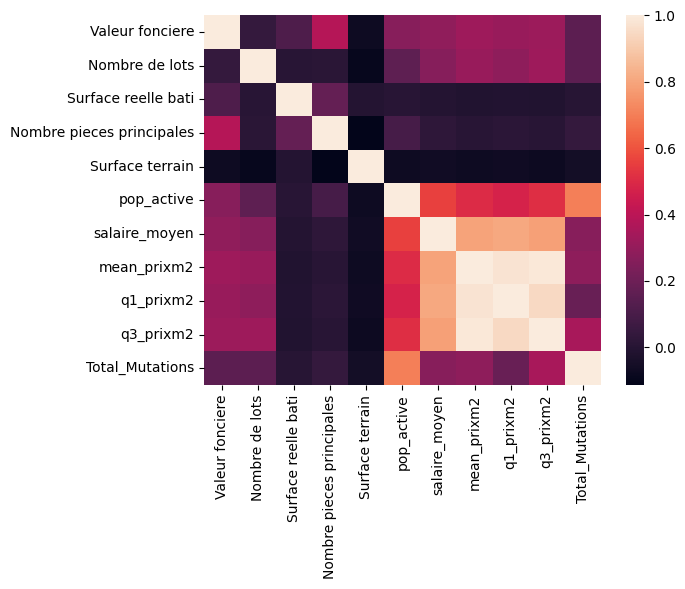 Valeur fonciere
Nombre de lots
Surface reelle bati
Nombre pieces principales
Surface terrain
pop_active
salaire_moyen
mean_prixm2
q1_prixm2
q3_prixm2
Total_Mutations
Valeur fonciere
Nombre de lots
Surface reelle bati
Nombre pieces principales
Surface terrain
pop_active
salaire_moyen
mean_prixm2
q1_prixm2
q3_prixm2
Total_Mutations
1.0
0.8
0.6
0.4
0.2
0.0